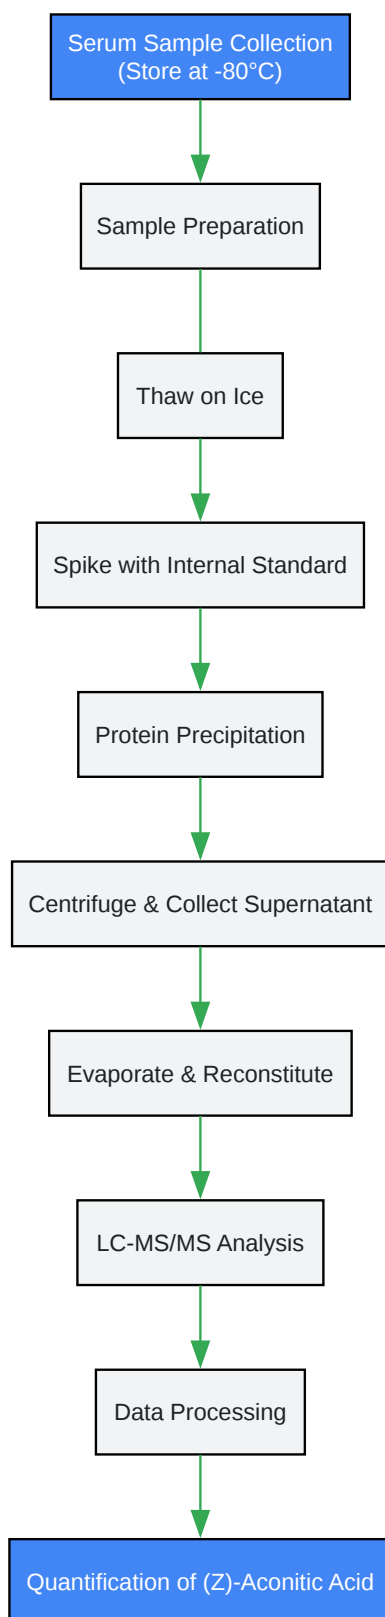 Serum Sample Collection
(Store at -80°C)
Sample Preparation
Thaw on Ice
Spike with Internal Standard
Protein Precipitation
Centrifuge & Collect Supernatant
Evaporate & Reconstitute
LC-MS/MS Analysis
Data Processing
Quantification of (Z)-Aconitic Acid